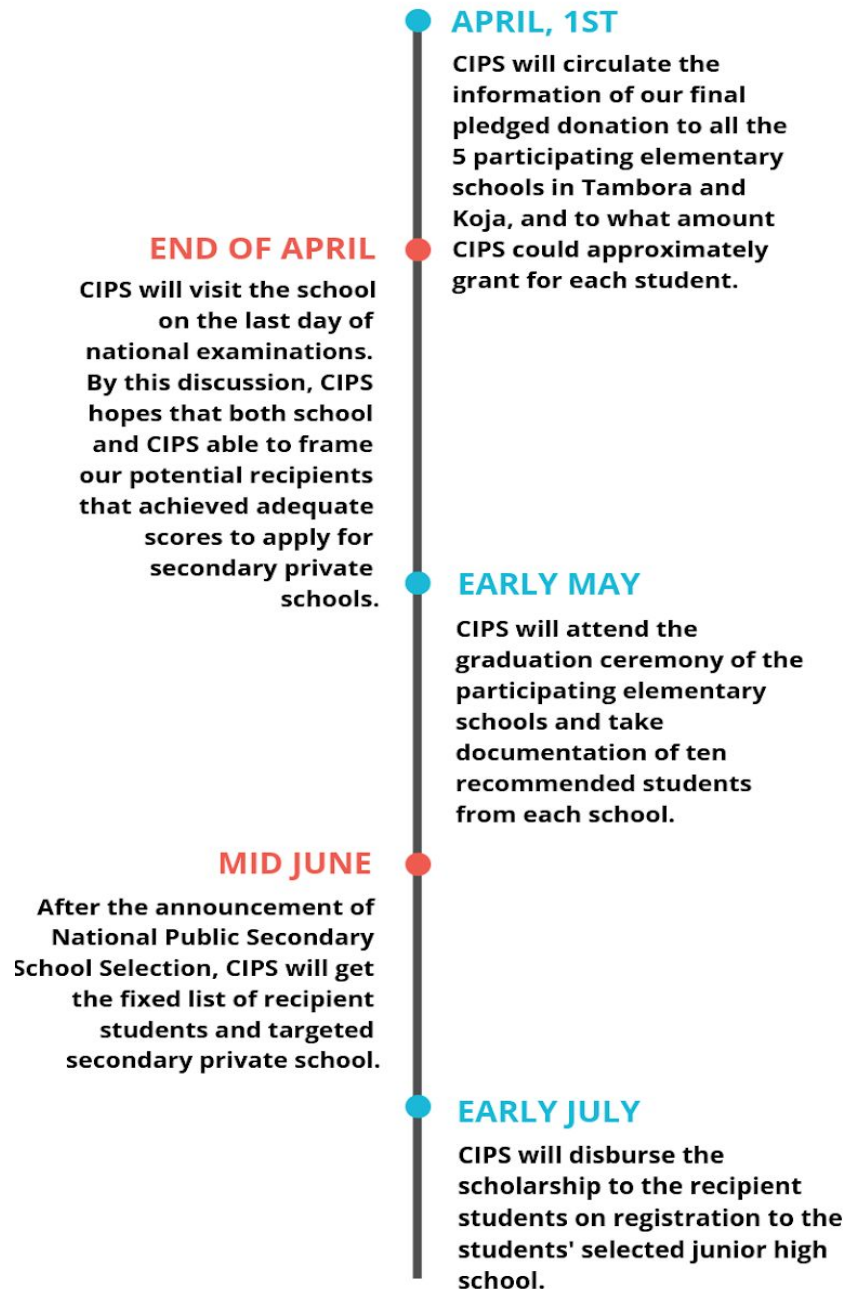 APRIL, 1ST
CIPS will circulate the
information of our final
pledged donation to all the
5 participating elementary
schools in Tambora and
Koja, and to what amount
CIPS could approximately
grant for each student.
END OF APRIL
CIPS will visit the school
on the last day of
national examinations.
By this discussion, CIPS
hopes that both school
and CIPS able to frame
our potential recipients
that achieved adequate
scores to apply for
secondary private
schools.
EARLY MAY
CIPS will attend the
graduation ceremony of the
participating elementary
schools and take
documentation of ten
recommended students
from each school.
MID JUNE
After the announcement of
National Public Secondary
School Selection, CIPS will get
the fixed list of recipient
students and targeted
secondary private school.
EARLY JULY
CIPS will disburse the
scholarship to the recipient
students on registration to the
students' selected junior high
school.